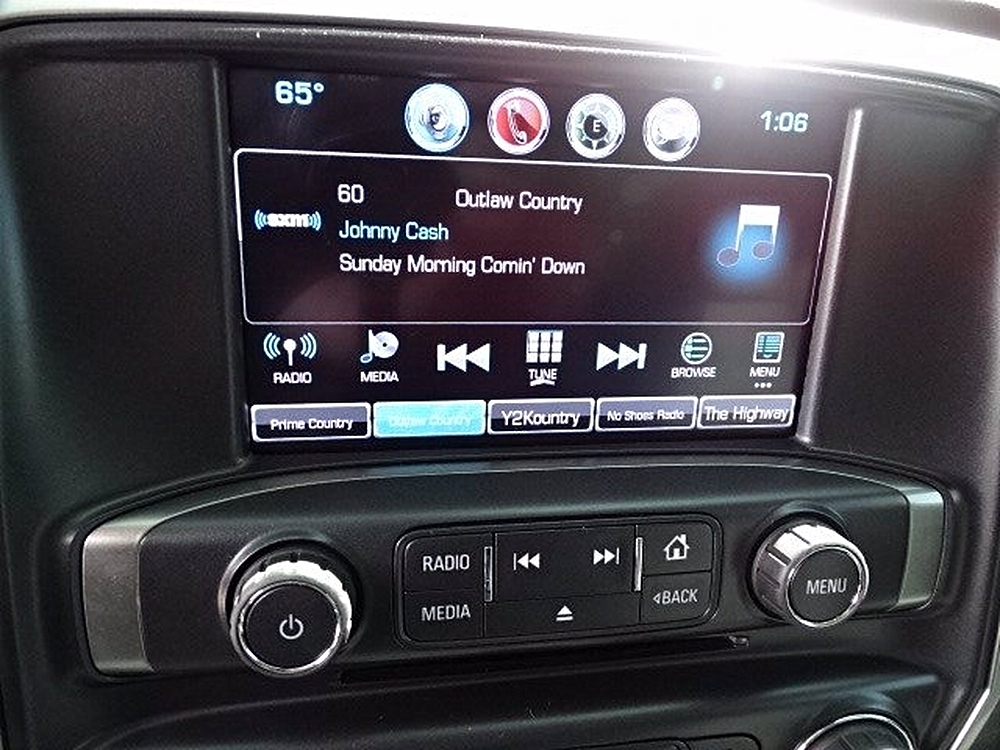 65°
1:06
E
60 Outlaw Country
((sxm))
Johnny Cash
Sunday Morning Comin' Down
RADIO MEDIA TUNE BROWSE MENU
Prime Country Outlaw Country Y2Kountry No Shoes Radio The Highway
RADIO
MEDIA
BACK
MENU